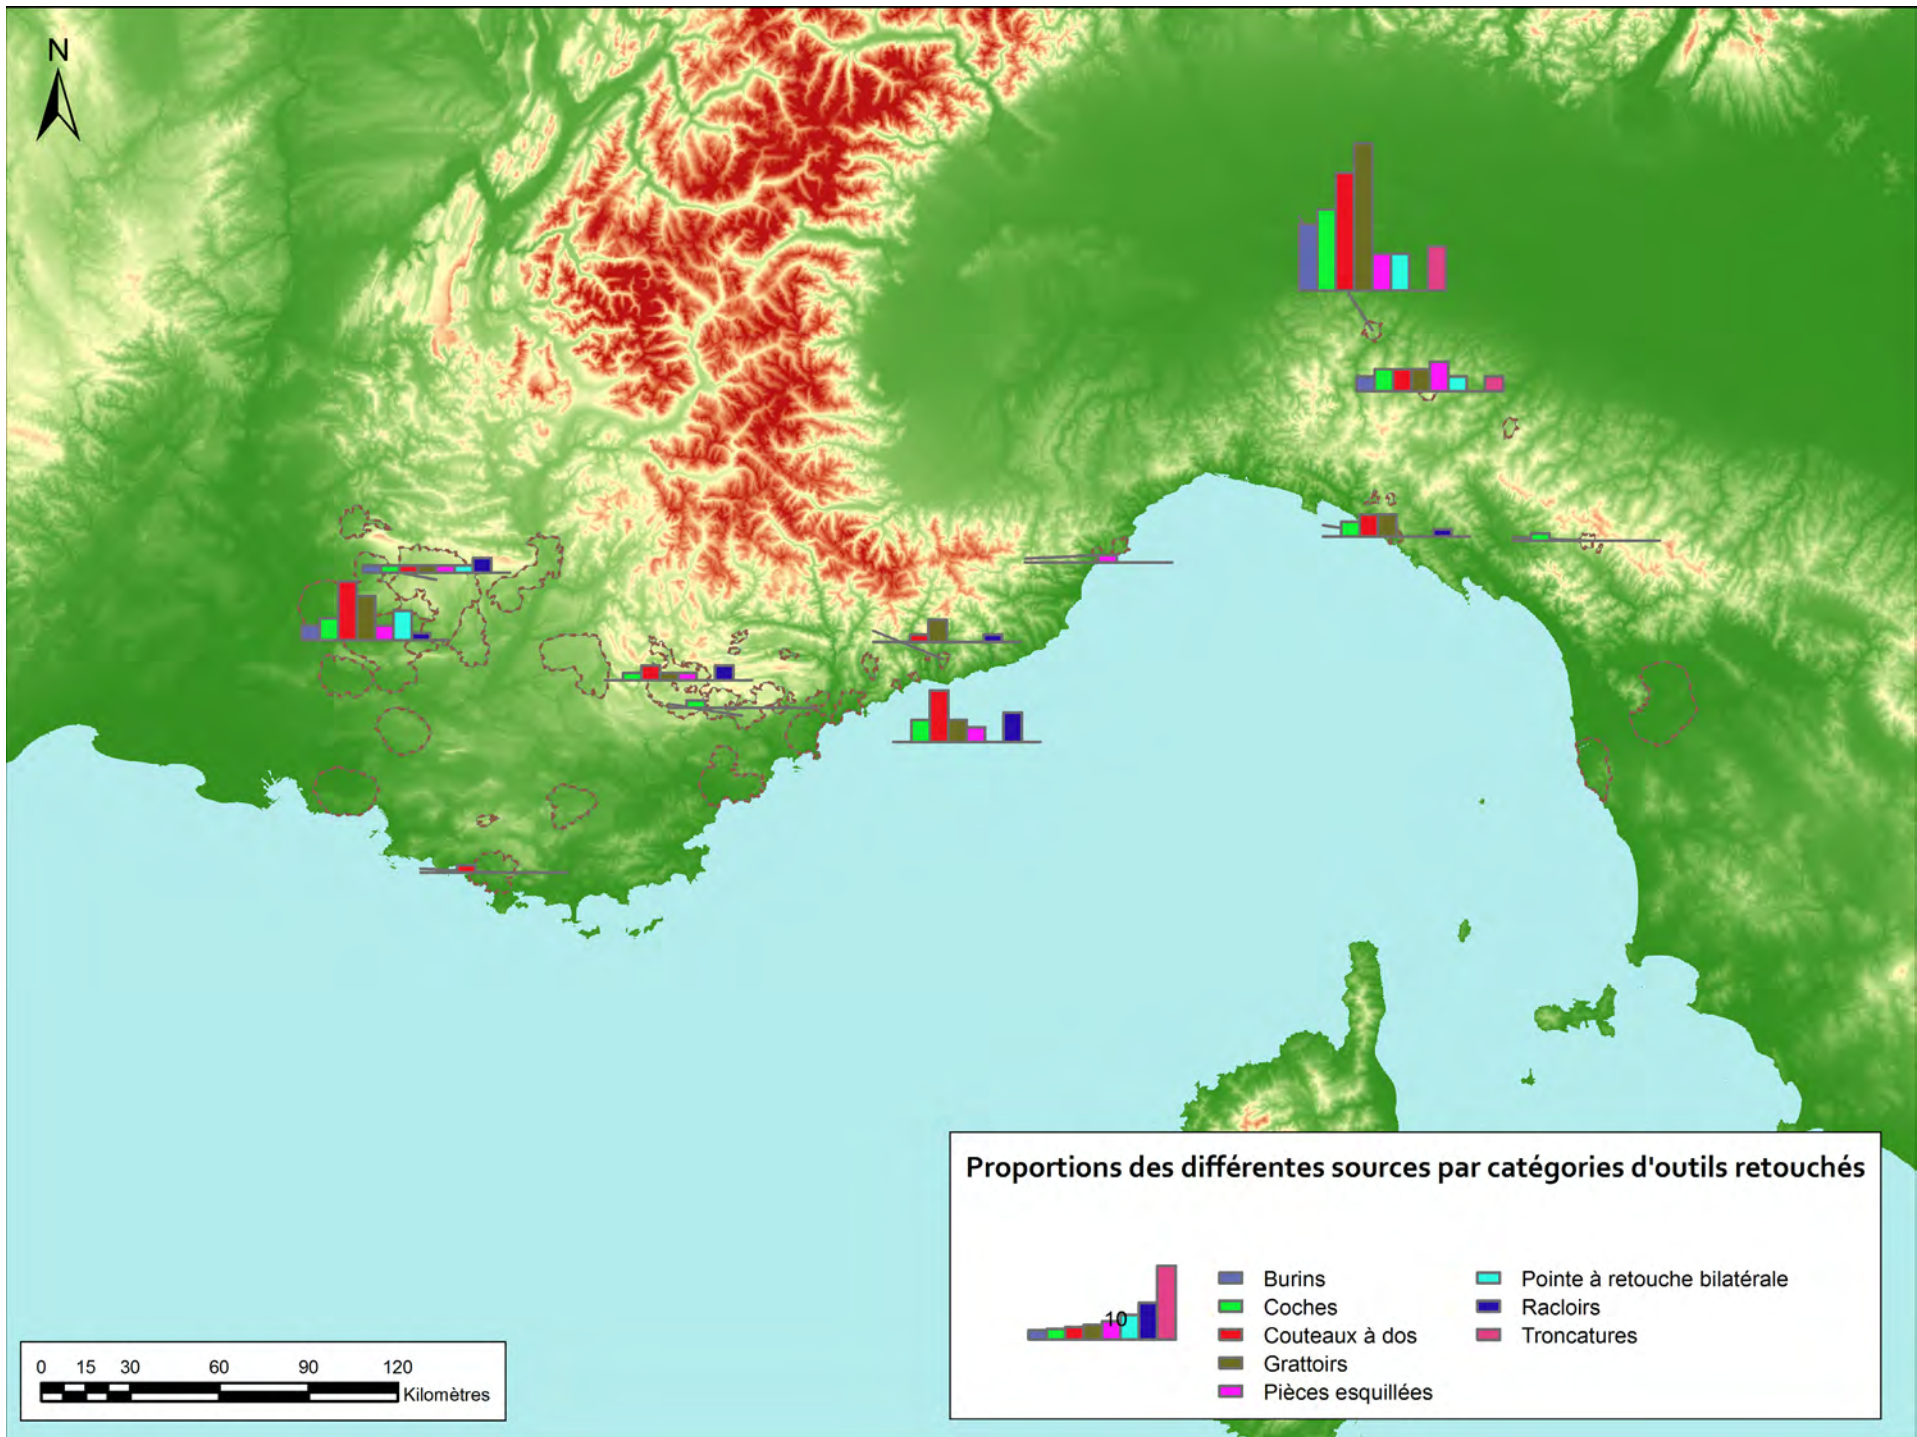 N
Proportions des différentes sources par catégories d'outils retouchés
10
Burins
Coches
Couteaux à dos
Grattoirs
Pièces esquillées
Pointe à retouche bilatérale
Racloirs
Troncatures
0 15 30 60 90 120
Kilomètres